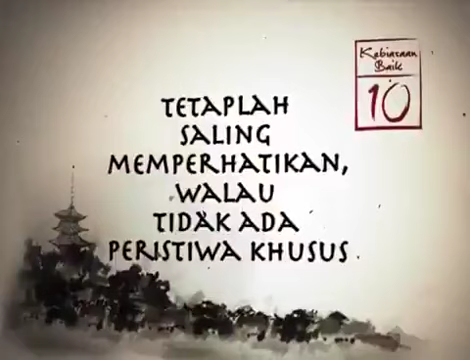 Kebiasaan
Baik
10
TETAPLAH
SALING
MEMPERHATIKAN,
WALAU
TIDAK ADA
PERISTIWA KHUSUS